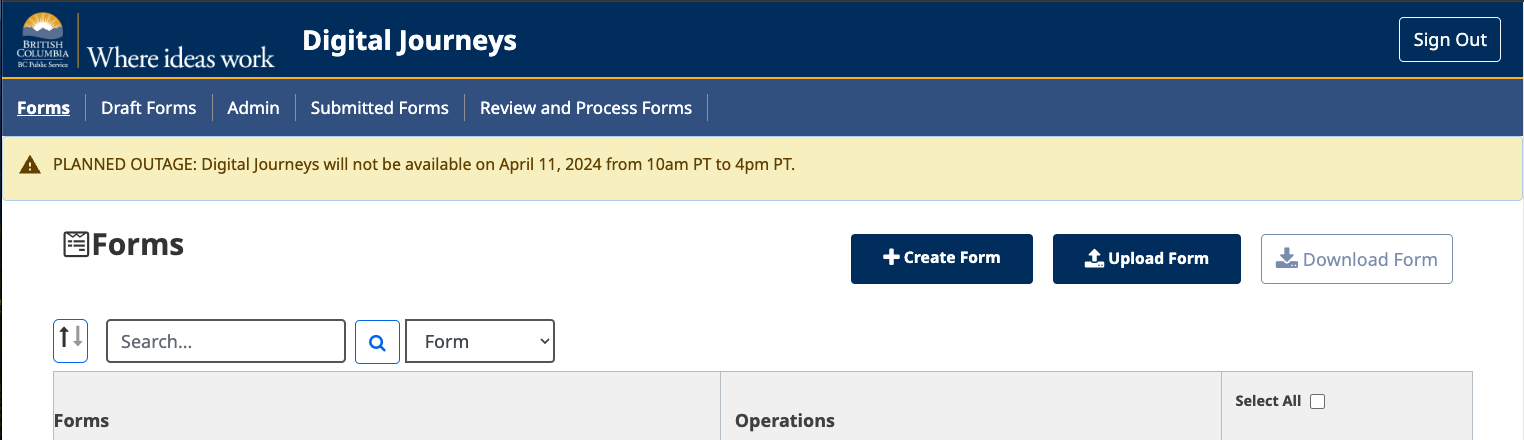 BRITISH
COLUMBIA
BC Public Service
Where ideas work
Digital Journeys
Sign Out
Forms
Draft Forms
Admin
Submitted Forms
Review and Process Forms
PLANNED OUTAGE: Digital Journeys will not be available on April 11, 2024 from 10am PT to 4pm PT.
Forms
Create Form
Upload Form
Download Form
Search...
Form
Forms
Operations
Select All